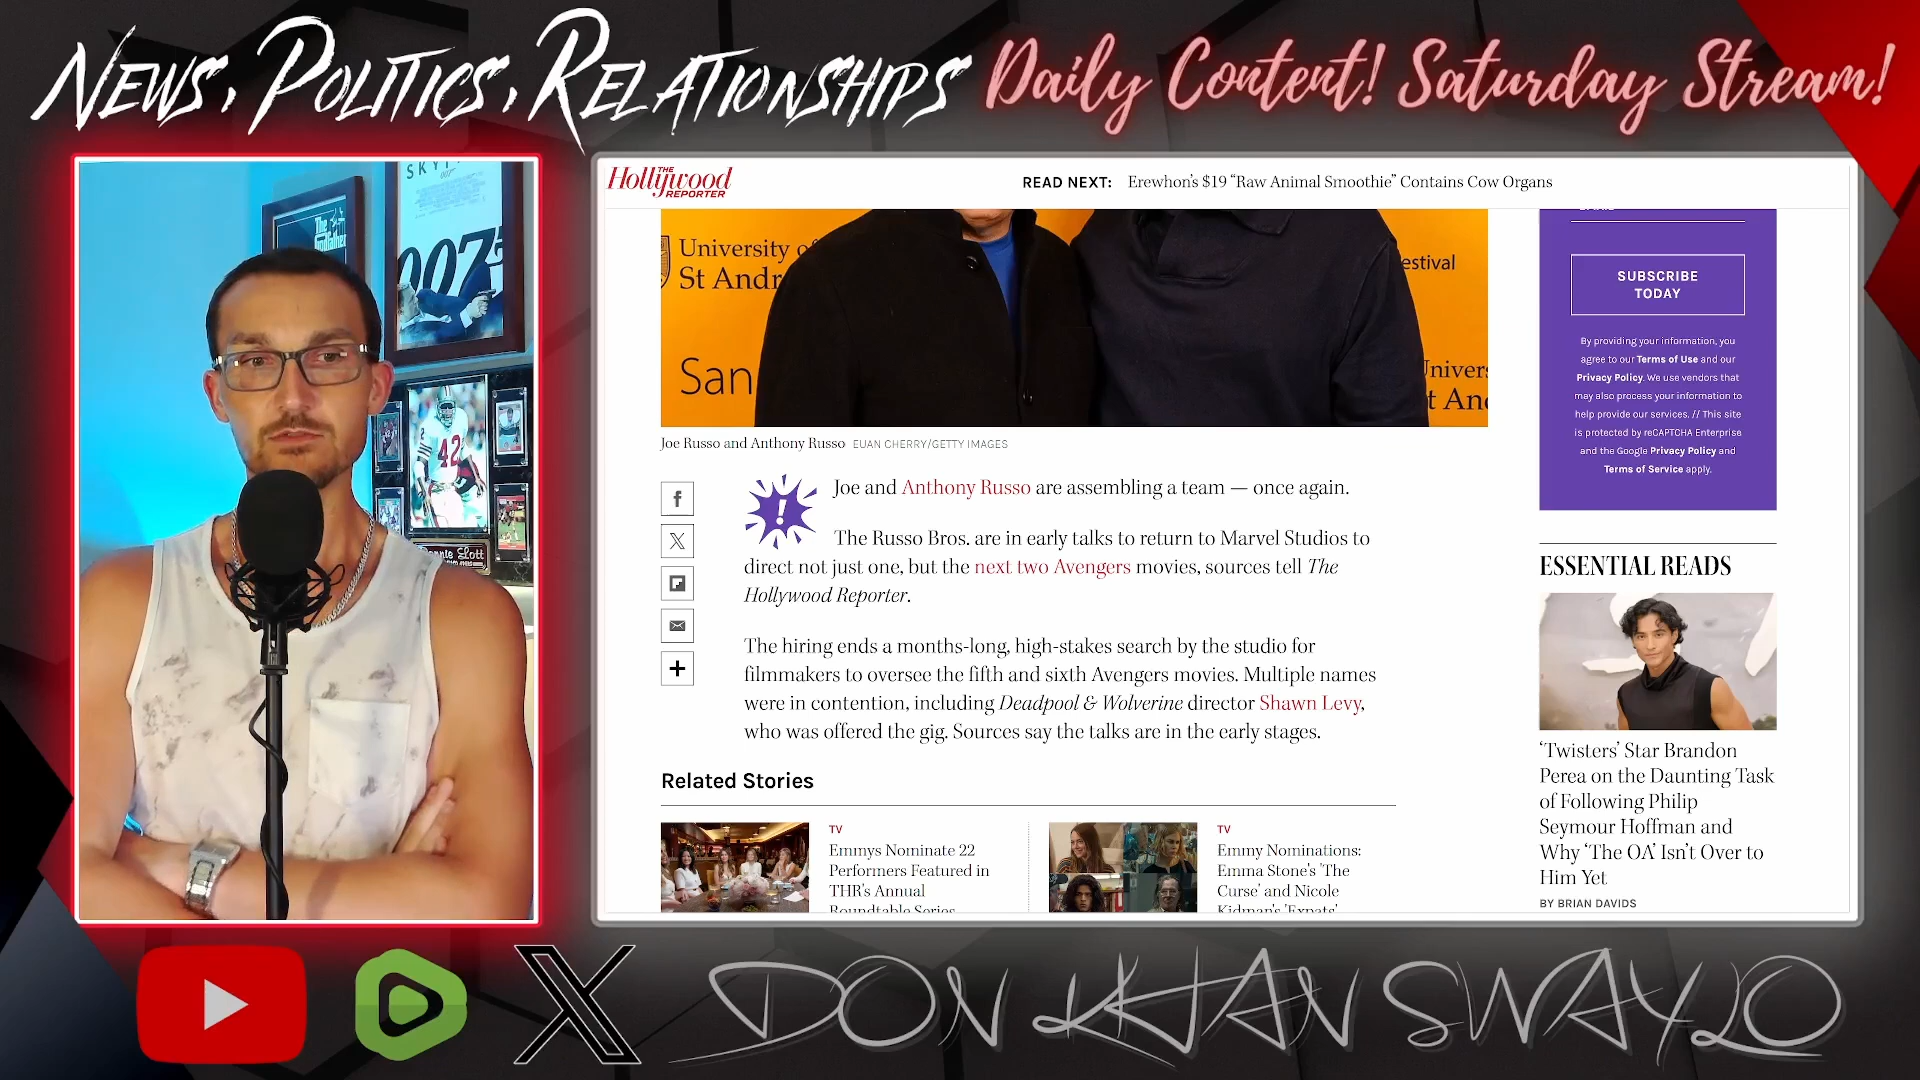 NEWS, POLITICS, RELATIONSHIPS
Daily Content! Saturday Stream!
SKYF
007
007
The
Godfather
42
THE
Hollywood
REPORTER
READ NEXT: Erewhon's $19 “Raw Animal Smoothie” Contains Cow Organs
University of
St Andr
San
estival
Univers
t And
Joe Russo and Anthony Russo EUAN CHERRY/GETTY IMAGES
!
Joe and Anthony Russo are assembling a team — once again.
The Russo Bros. are in early talks to return to Marvel Studios to
direct not just one, but the next two Avengers movies, sources tell The
Hollywood Reporter.
The hiring ends a months-long, high-stakes search by the studio for
filmmakers to oversee the fifth and sixth Avengers movies. Multiple names
were in contention, including Deadpool & Wolverine director Shawn Levy,
who was offered the gig. Sources say the talks are in the early stages.
Related Stories
TV
Emmys Nominate 22
Performers Featured in
THR's Annual
Roundtable Series
TV
Emmy Nominations:
Emma Stone's 'The
Curse' and Nicole
Kidman's 'Expats'
SUBSCRIBE
TODAY
By providing your information, you
agree to our Terms of Use and our
Privacy Policy. We use vendors that
may also process your information to
help provide our services. // This site
is protected by reCAPTCHA Enterprise
and the Google Privacy Policy and
Terms of Service apply.
ESSENTIAL READS
‘Twisters’ Star Brandon
Perea on the Daunting Task
of Following Philip
Seymour Hoffman and
Why ‘The OA’ Isn’t Over to
Him Yet
BY BRIAN DAVIDS
DON KHAN SWAYLO